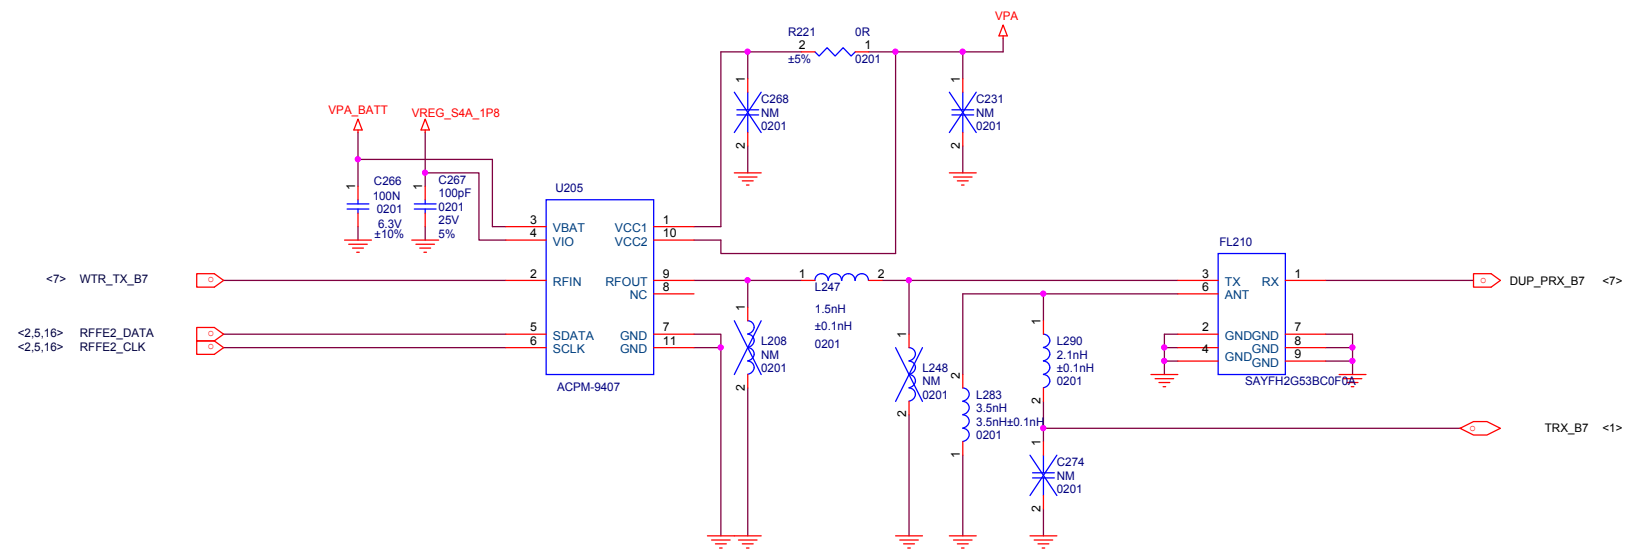 VPA
R221 0R
2 1
±5% 0201
1
C268
NM
0201
2
1
C231
NM
0201
2
VPA_BATT VREG_S4A_1P8
1
C266
100N
0201
6.3V
±10%
1
C267
100pF
0201
25V
5%
U205
3 VBAT VCC1 1
4 VIO VCC2 10
2 RFIN RFOUT 9
NC 8
5 SDATA GND 7
6 SCLK GND 11
ACPM-9407
<7> WTR_TX_B7
<2,5,16> RFFE2_DATA
<2,5,16> RFFE2_CLK
1 2
L247
1.5nH
±0.1nH
0201
1
L208
NM
0201
2
1
L248
NM
0201
2
2
L283
3.5nH
3.5nH±0.1nH
0201
1
1
L290
2.1nH
±0.1nH
0201
2
1
C274
NM
0201
2
FL210
3 TX RX 1
6 ANT
2 GND GND 7
GND 8
4 GND GND 9
SAYFH2G53BC0F0A
DUP_PRX_B7 <7>
TRX_B7 <1>